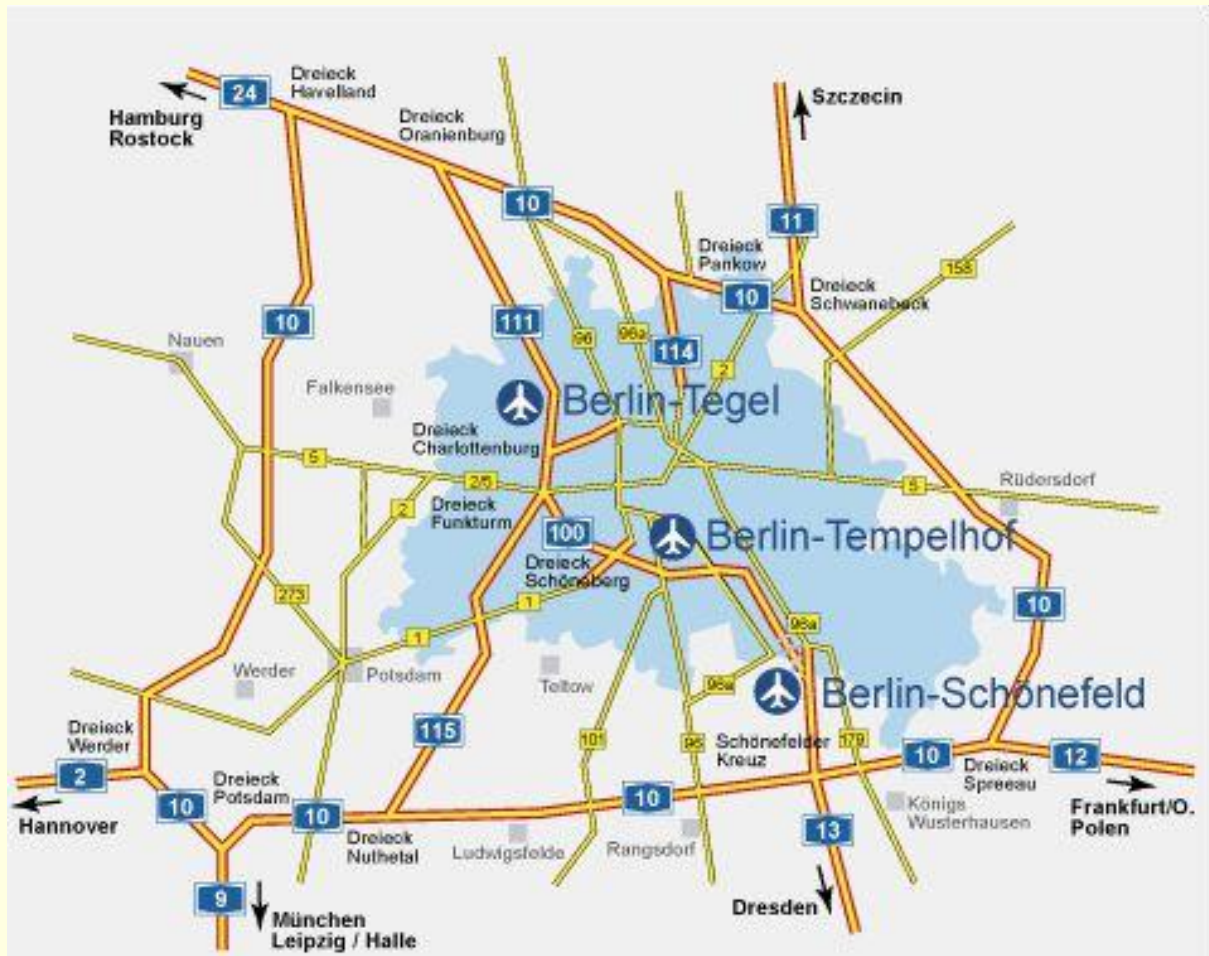 Dreieck
Havelland
24
Hamburg
Rostock
Dreieck
Oranienburg
Szczecin
10
11
Dreieck
Pankow
158
10
Dreieck
Schwanebeck
10
111
96
96a
114
2
Nauen
Falkensee
Berlin-Tegel
Dreieck
Charlottenburg
5
2/5
5
Rüdersdorf
2
Dreieck
Funkturm
100
Berlin-Tempelhof
Dreieck
Schöneberg
273
1
1
10
96a
Werder
Potsdam
Teltow
96a
Berlin-Schönefeld
Dreieck
Werder
115
101
96
Schönefelder
Kreuz
179
10
Dreieck
Spreeau
12
2
Hannover
10
Dreieck
Potsdam
10
Dreieck
Nuthetal
10
Ludwigsfelde
Rangsdorf
13
Königs
Wusterhausen
Frankfurt/O.
Polen
9
München
Leipzig / Halle
Dresden